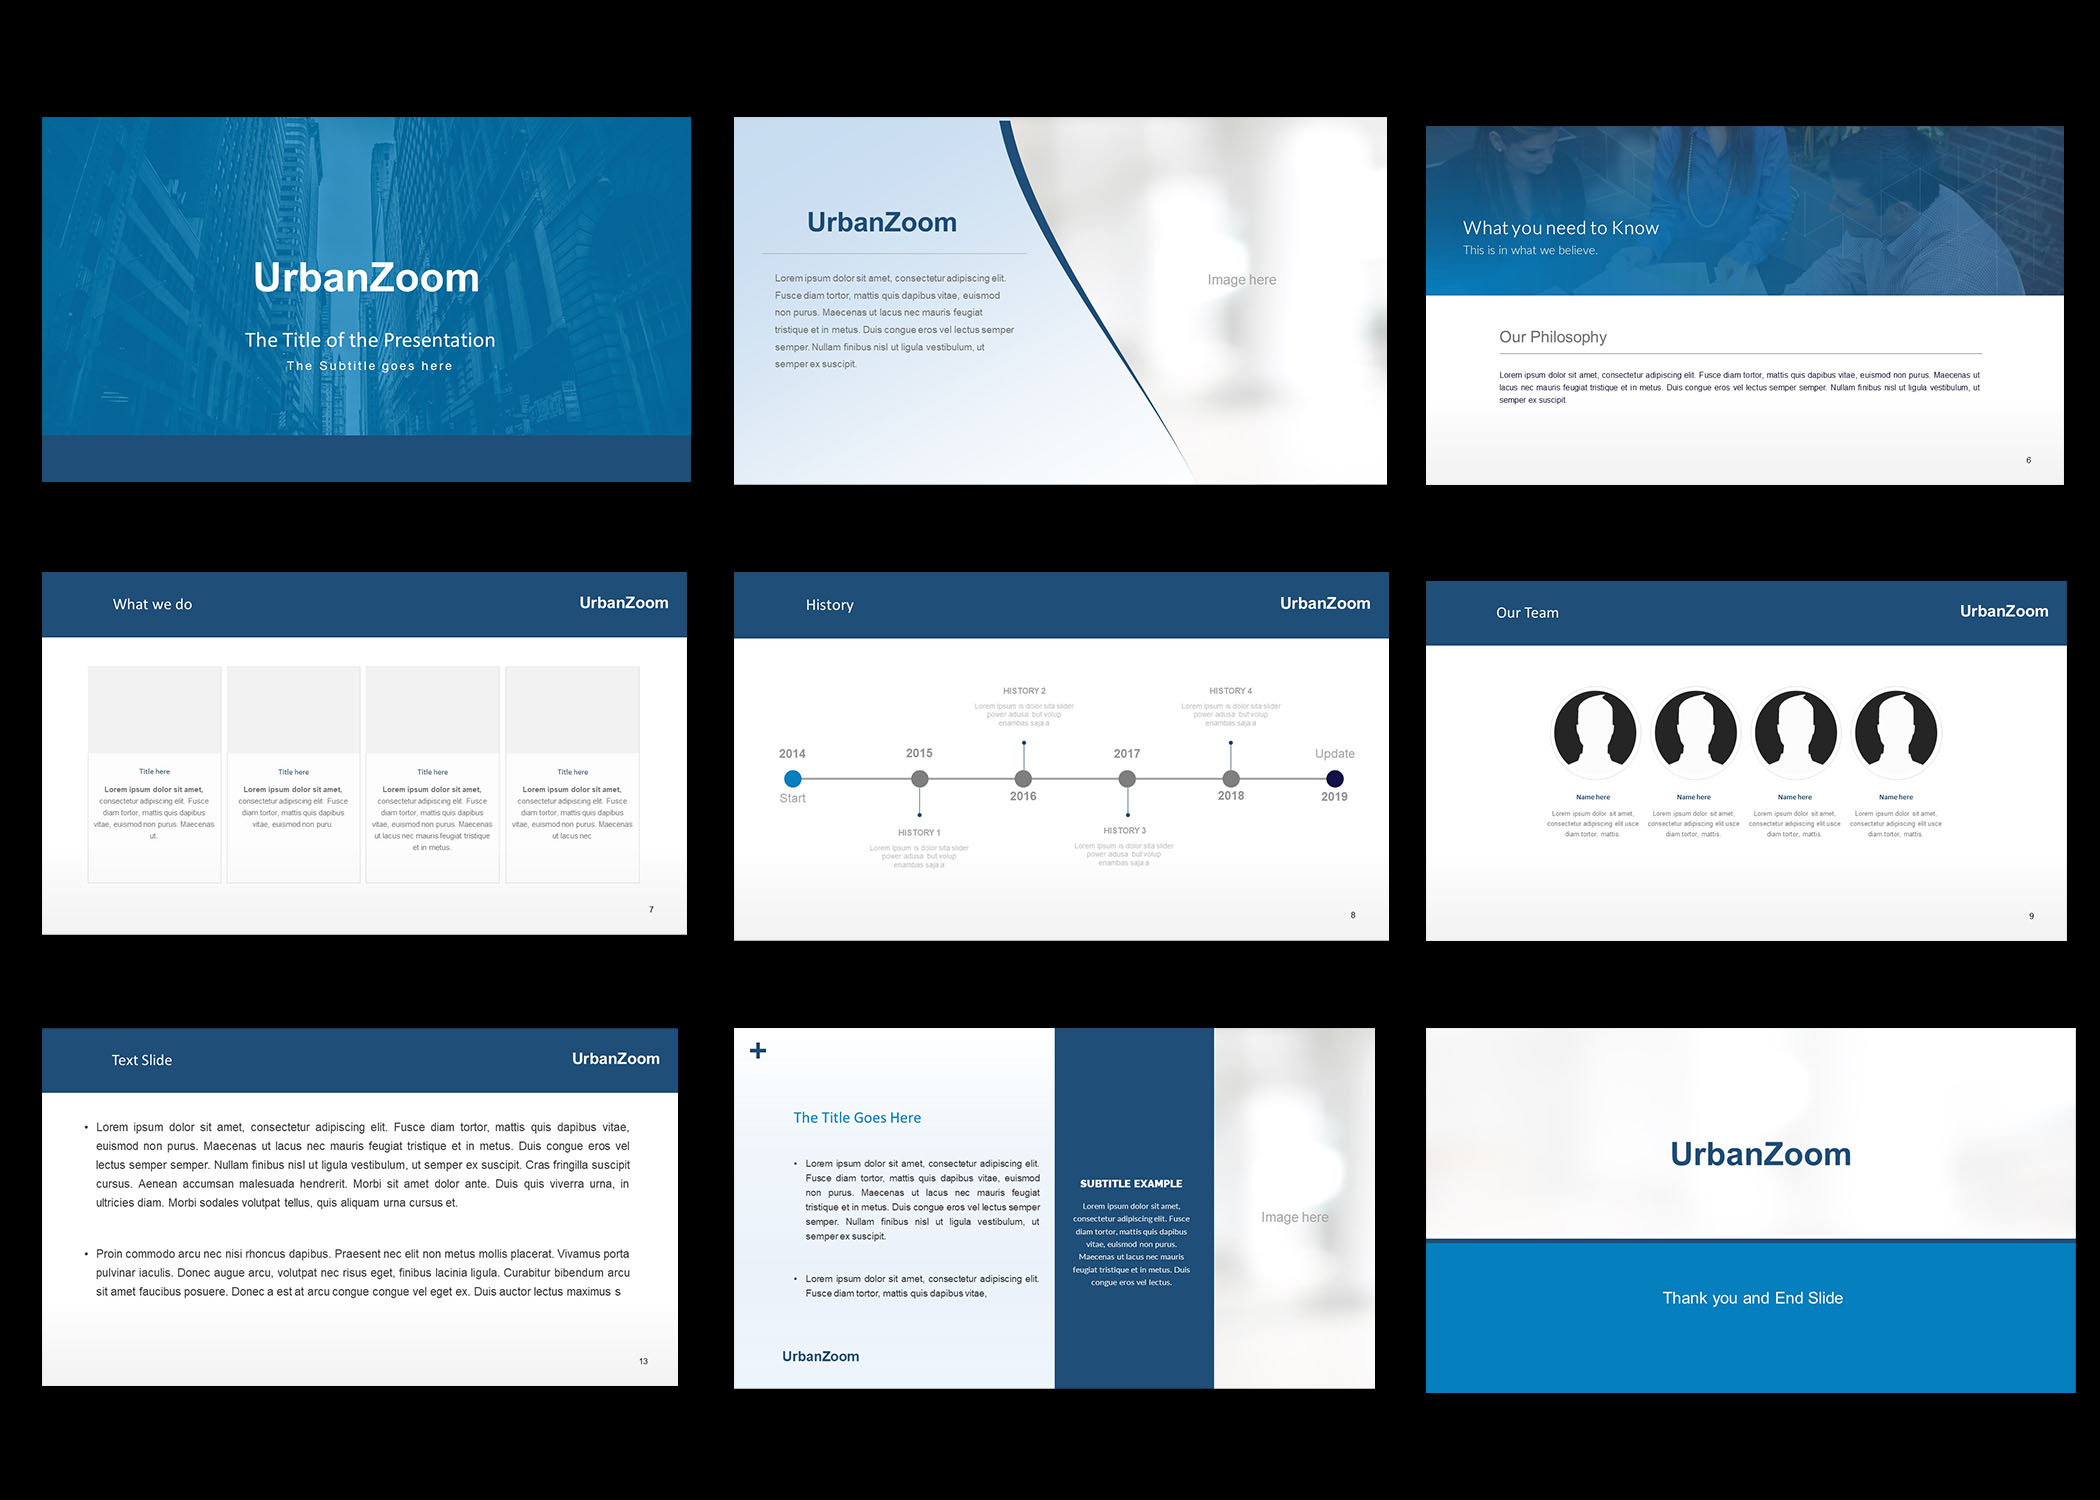 UrbanZoom
The Title of the Presentation
The Subtitle goes here
UrbanZoom
Lorem ipsum dolor sit amet, consectetur adipiscing elit.
Fusce diam tortor, mattis quis dapibus vitae, euismod
non purus. Maecenas ut lacus nec mauris feugiat
tristique et in metus. Duis congue eros vel lectus semper
semper. Nullam finibus nisl ut ligula vestibulum, ut
semper ex suscipit.
Image here
What you need to Know
This is in what we believe.
Our Philosophy
Lorem ipsum dolor sit amet, consectetur adipiscing elit. Fusce diam tortor, mattis quis dapibus vitae, euismod non purus. Maecenas ut
lacus nec mauris feugiat tristique et in metus. Duis congue eros vel lectus semper semper. Nullam finibus nisl ut ligula vestibulum, ut
semper ex suscipit.
6
What we do
UrbanZoom
Title here
Lorem ipsum dolor sit amet,
consectetur adipiscing elit. Fusce
diam tortor, mattis quis dapibus
vitae, euismod non purus. Maecenas
ut.
Title here
Lorem ipsum dolor sit amet,
consectetur adipiscing elit. Fusce
diam tortor, mattis quis dapibus
vitae, euismod non puru.
Title here
Lorem ipsum dolor sit amet,
consectetur adipiscing elit. Fusce
diam tortor, mattis quis dapibus
vitae, euismod non purus. Maecenas
ut lacus nec mauris feugiat tristique
et in metus.
Title here
Lorem ipsum dolor sit amet,
consectetur adipiscing elit. Fusce
diam tortor, mattis quis dapibus
vitae, euismod non purus. Maecenas
ut lacus nec
7
History
UrbanZoom
HISTORY 2
Lorem Ipsum is dolor sita slider
power adusa but volup
enambas saja a
HISTORY 4
Lorem Ipsum is dolor sita slider
power adusa but volup
enambas saja a
2014
2015
2017
Update
Start
2016
2018
2019
HISTORY 1
Lorem Ipsum is dolor sita slider
power adusa but volup
enambas saja a
HISTORY 3
Lorem Ipsum is dolor sita slider
power adusa but volup
enambas saja a
8
Our Team
UrbanZoom
Name here
Lorem ipsum dolor sit amet,
consectetur adipiscing elit usce
diam tortor, mattis.
Name here
Lorem ipsum dolor sit amet,
consectetur adipiscing elit usce
diam tortor, mattis.
Name here
Lorem ipsum dolor sit amet,
consectetur adipiscing elit usce
diam tortor, mattis.
Name here
Lorem ipsum dolor sit amet,
consectetur adipiscing elit usce
diam tortor, mattis.
9
Text Slide
UrbanZoom
• Lorem ipsum dolor sit amet, consectetur adipiscing elit. Fusce diam tortor, mattis quis dapibus vitae,
euismod non purus. Maecenas ut lacus nec mauris feugiat tristique et in metus. Duis congue eros vel
lectus semper semper. Nullam finibus nisl ut ligula vestibulum, ut semper ex suscipit. Cras fringilla suscipit
cursus. Aenean accumsan malesuada hendrerit. Morbi sit amet dolor ante. Duis quis viverra urna, in
ultricies diam. Morbi sodales volutpat tellus, quis aliquam urna cursus et.
• Proin commodo arcu nec nisi rhoncus dapibus. Praesent nec elit non metus mollis placerat. Vivamus porta
pulvinar iaculis. Donec augue arcu, volutpat nec risus eget, finibus lacinia ligula. Curabitur bibendum arcu
sit amet faucibus posuere. Donec a est at arcu congue congue vel eget ex. Duis auctor lectus maximus s
13
The Title Goes Here
• Lorem ipsum dolor sit amet, consectetur adipiscing elit.
Fusce diam tortor, mattis quis dapibus vitae, euismod
non purus. Maecenas ut lacus nec mauris feugiat
tristique et in metus. Duis congue eros vel lectus semper
semper. Nullam finibus nisl ut ligula vestibulum, ut
semper ex suscipit.
• Lorem ipsum dolor sit amet, consectetur adipiscing elit.
Fusce diam tortor, mattis quis dapibus vitae,
UrbanZoom
SUBTITLE EXAMPLE
Lorem ipsum dolor sit amet,
consectetur adipiscing elit. Fusce
diam tortor, mattis quis dapibus
vitae, euismod non purus.
Maecenas ut lacus nec mauris
feugiat tristique et in metus. Duis
congue eros vel lectus.
Image here
UrbanZoom
Thank you and End Slide